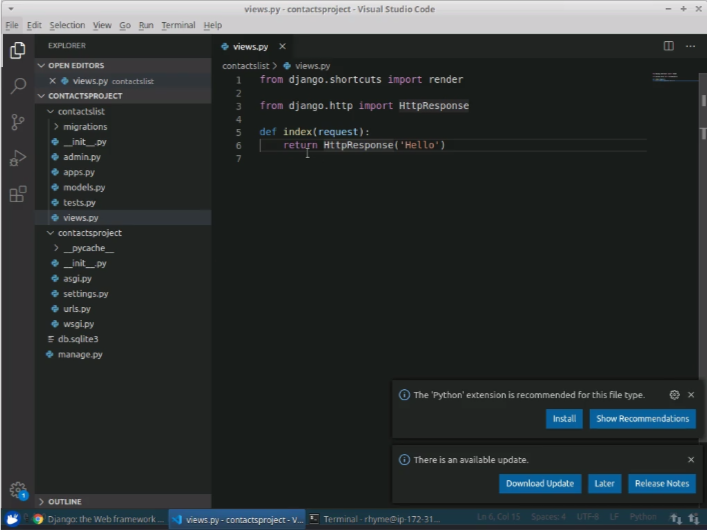 views.py - contactsproject - Visual Studio Code
File Edit Selection View Go Run Terminal Help
EXPLORER
OPEN EDITORS
views.py contactslist
CONTACTSPROJECT
contactslist
migrations
__init__.py
admin.py
apps.py
models.py
tests.py
views.py
contactsproject
__pycache__
__init__.py
asgi.py
settings.py
urls.py
wsgi.py
db.sqlite3
manage.py
OUTLINE
views.py
contactslist > views.py
1 from django.shortcuts import render
2
3 from django.http import HttpResponse
4
5 def index(request):
6 return HttpResponse('Hello')
7
The 'Python' extension is recommended for this file type.
Install Show Recommendations
There is an available update.
Download Update Later Release Notes
1
Django: the Web framework ... views.py - contactsproject - V... Terminal - rhyme@ip-172-31... Ln 6, Col 15 Spaces: 4 UTF-8 LF Python